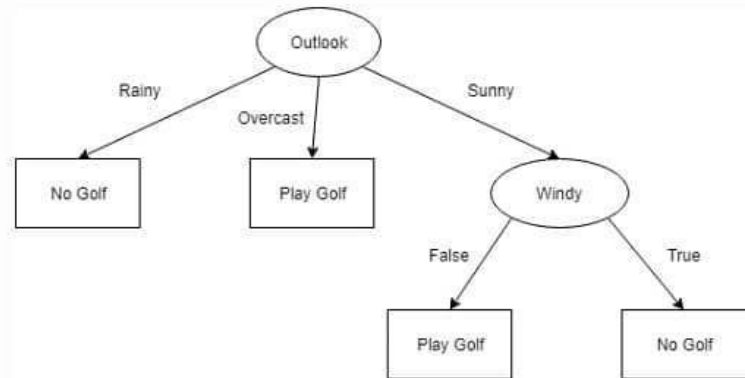 Outlook
Rainy
Sunny
Overcast
No Golf
Play Golf
Windy
False
True
Play Golf
No Golf